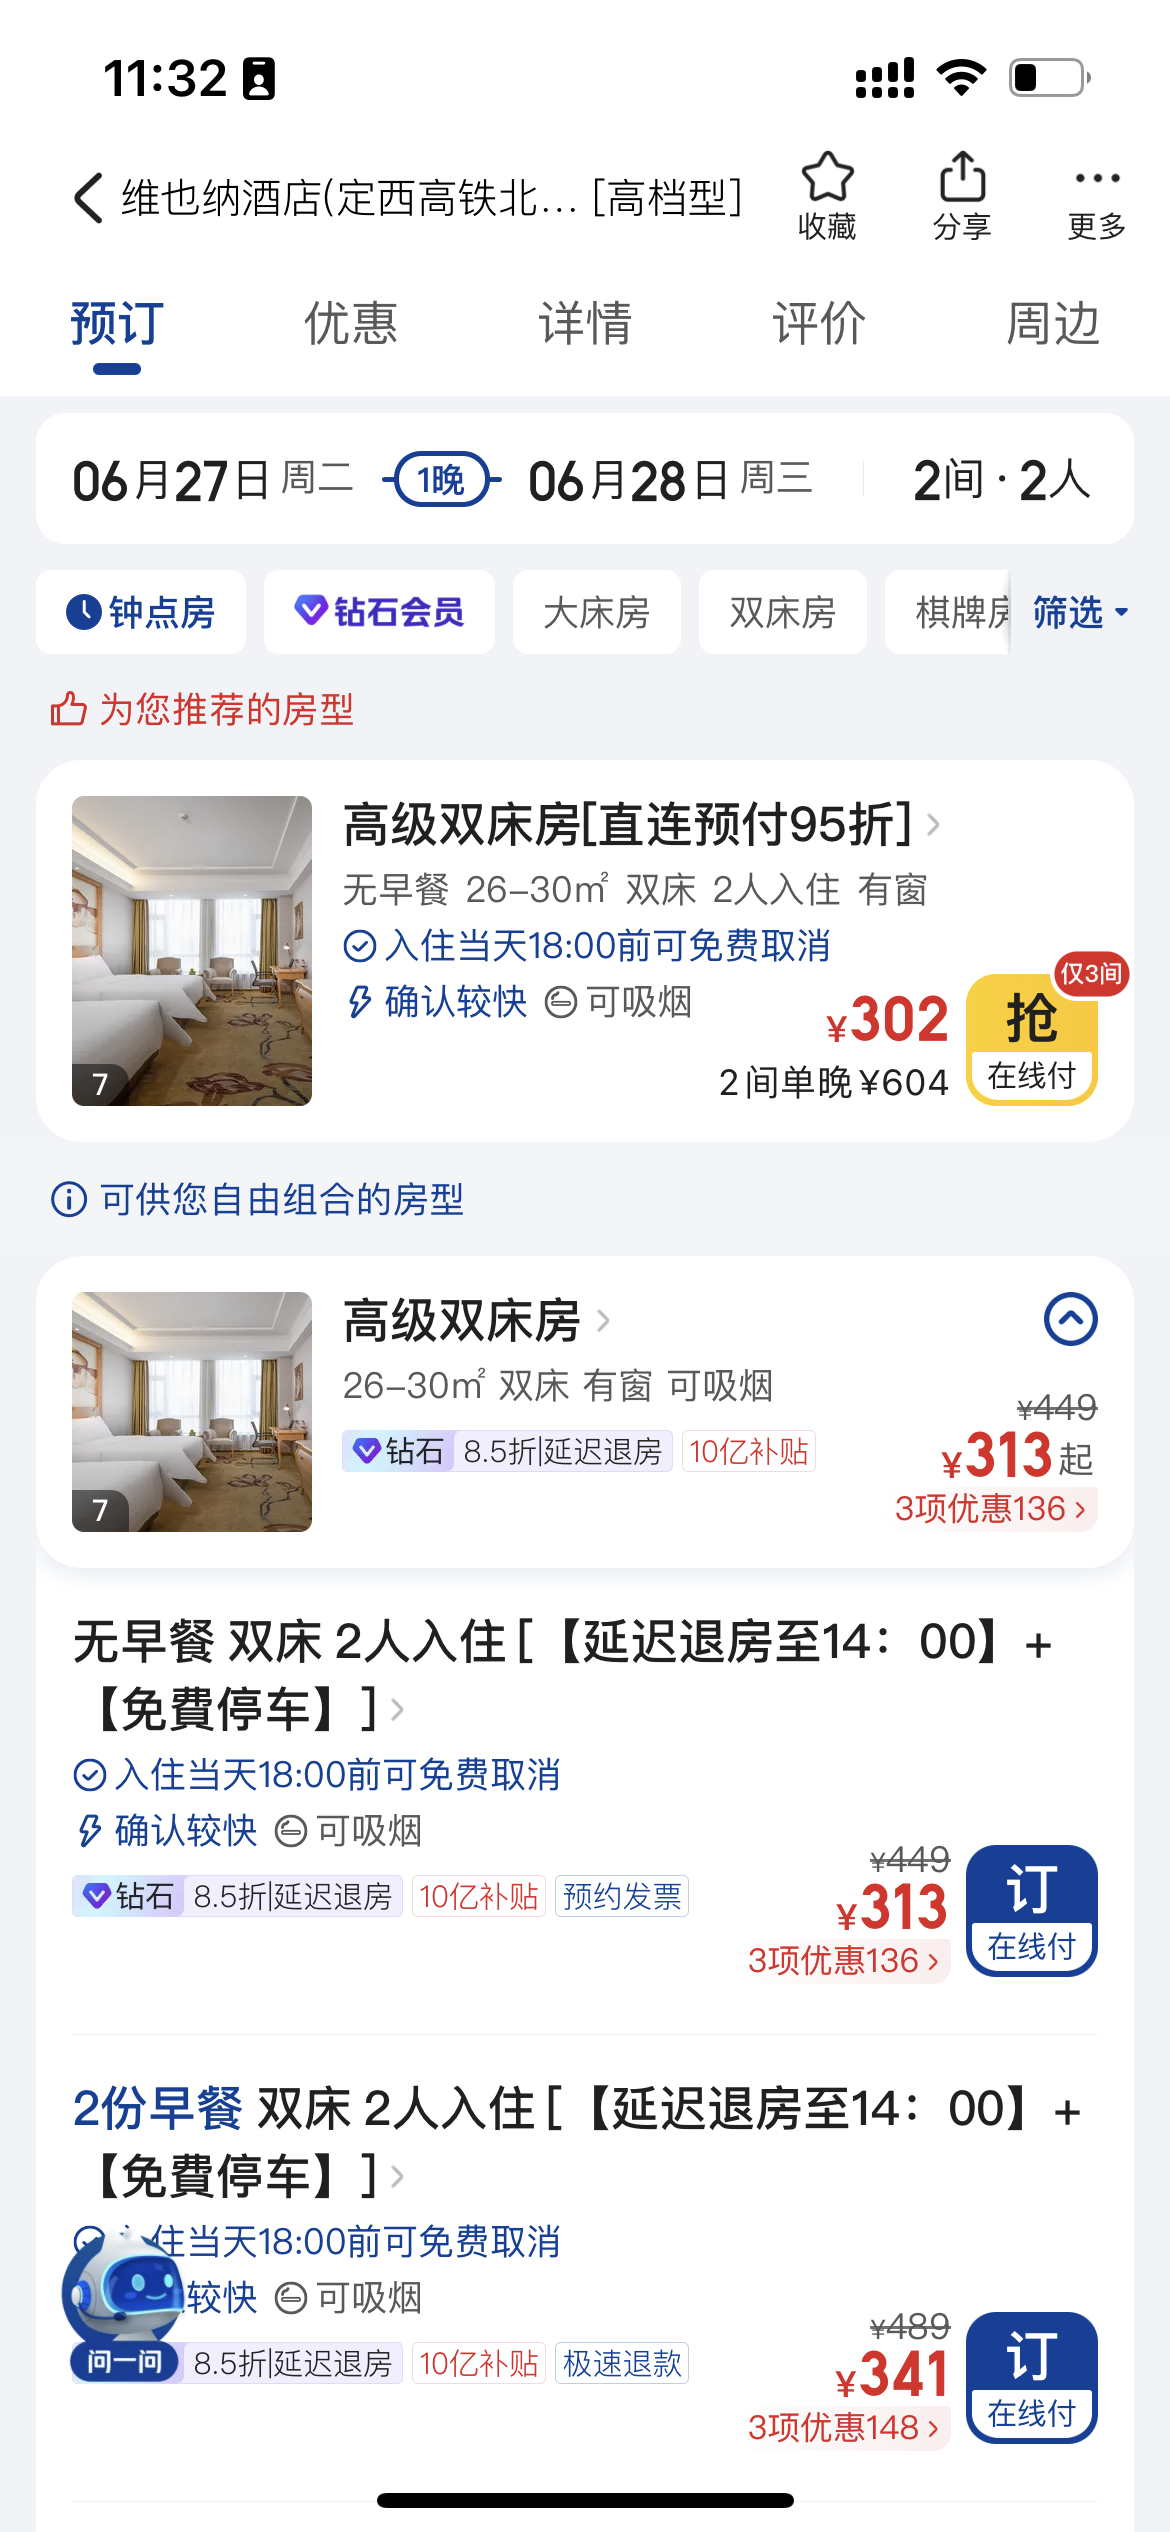 11:32
维也纳酒店(定西高铁北... [高档型]
收藏
分享
更多
预订 优惠 详情 评价 周边
06月27日 周二 1晚 06月28日 周三 2间·2人
钟点房 钻石会员 大床房 双床房 棋牌房 筛选
为您推荐的房型
高级双床房[直连预付95折]
无早餐 26-30㎡ 双床 2人入住 有窗
入住当天18:00前可免费取消
确认较快 可吸烟
仅3间
¥302
抢
2间单晚¥604
在线付
7
可供您自由组合的房型
高级双床房
26-30㎡ 双床 有窗 可吸烟
¥449
钻石 8.5折|延迟退房 10亿补贴
¥313起
3项优惠136
7
无早餐 双床 2人入住[【延迟退房至14：00】+
【免費停车】]
入住当天18:00前可免费取消
确认较快 可吸烟
¥449
钻石 8.5折|延迟退房 10亿补贴 预约发票
¥313
订
在线付
3项优惠136
2份早餐 双床 2人入住[【延迟退房至14：00】+
【免費停车】]
住当天18:00前可免费取消
较快 可吸烟
¥489
问一问
8.5折|延迟退房 10亿补贴 极速退款
¥341
订
在线付
3项优惠148